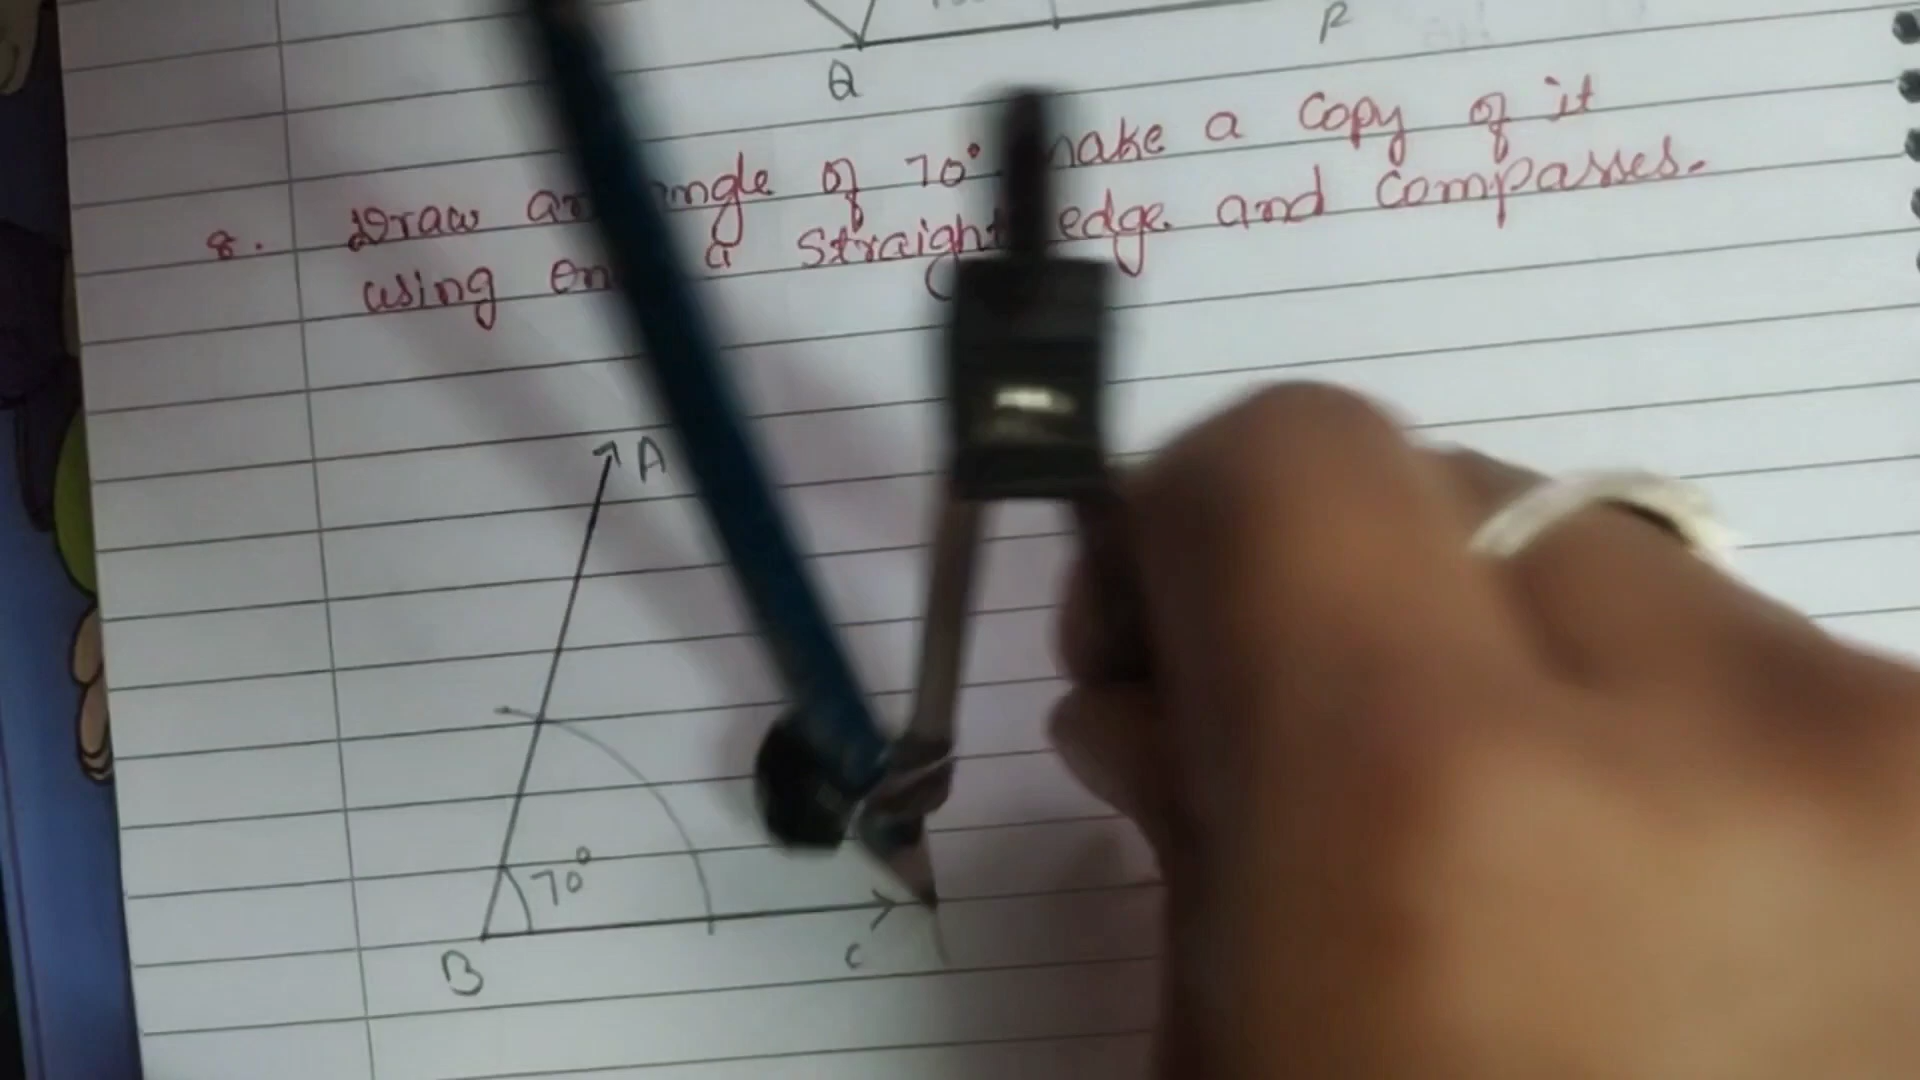 P
Q
8. Draw an angle of 70° make a Copy of it
using a straight edge and Compasses.
A
70°
B
C